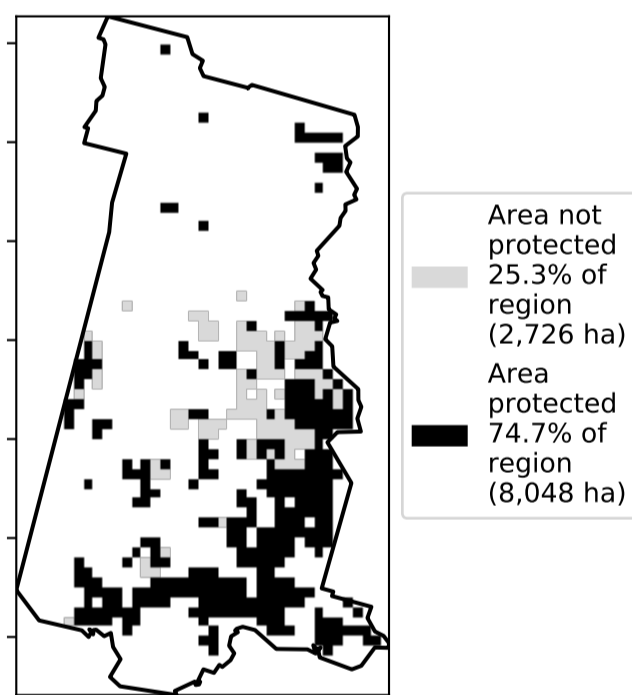 Area not
protected
25.3% of
region
(2,726 ha)
Area
protected
74.7% of
region
(8,048 ha)